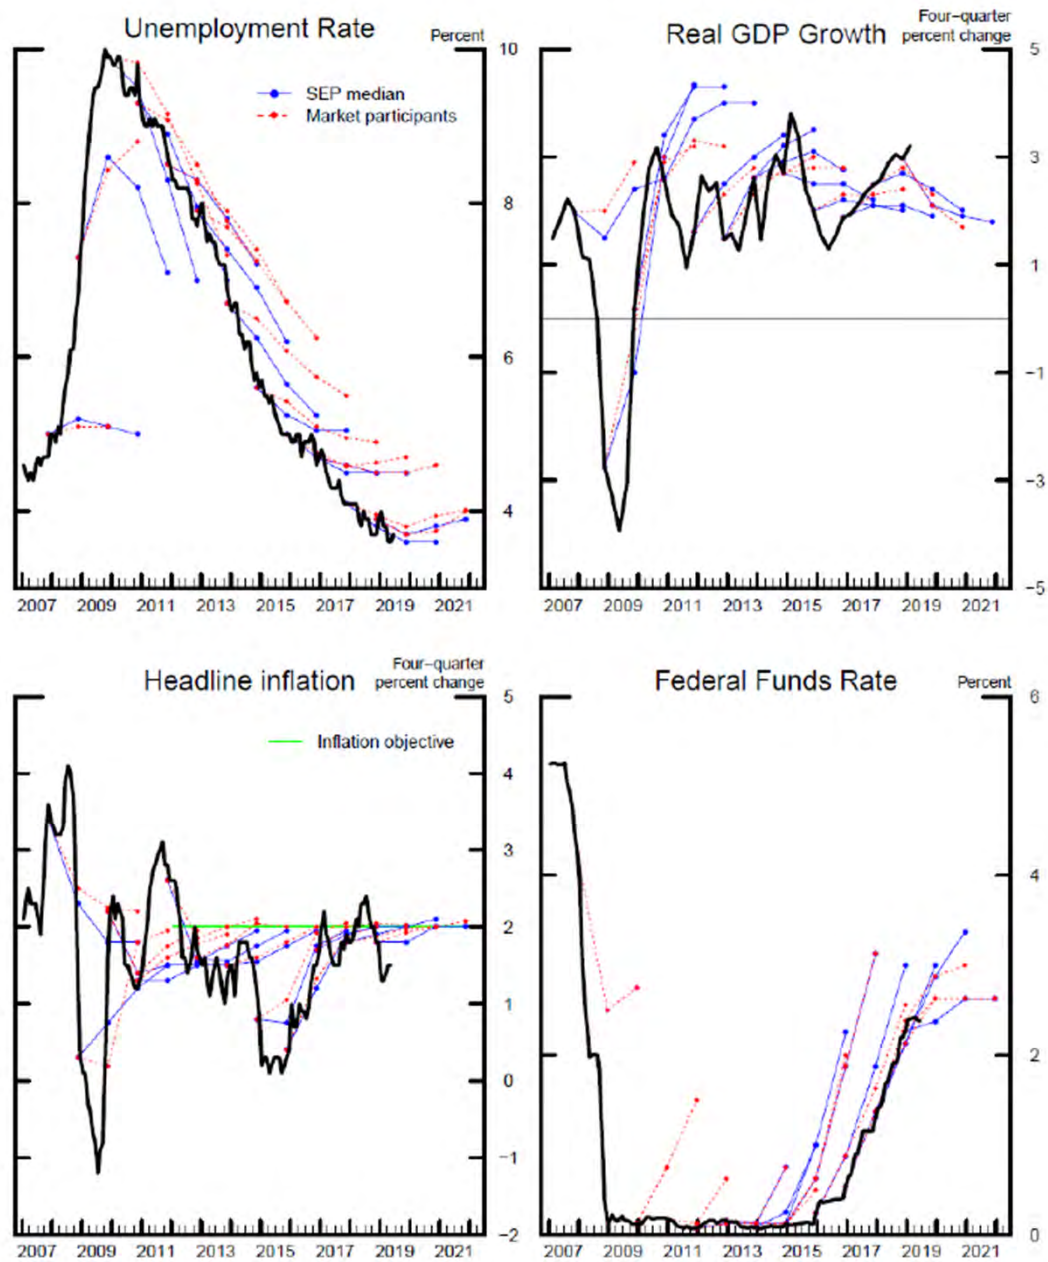 Unemployment Rate
Percent
10
SEP median
Market participants
8
6
4
2007 2009 2011 2013 2015 2017 2019 2021
Real GDP Growth
Four−quarter
percent change
5
3
1
−1
−3
−5
2007 2009 2011 2013 2015 2017 2019 2021
Headline inflation
Four−quarter
percent change
5
Inflation objective
4
3
2
1
0
−1
−2
2007 2009 2011 2013 2015 2017 2019 2021
Federal Funds Rate
Percent
6
4
2
0
2007 2009 2011 2013 2015 2017 2019 2021